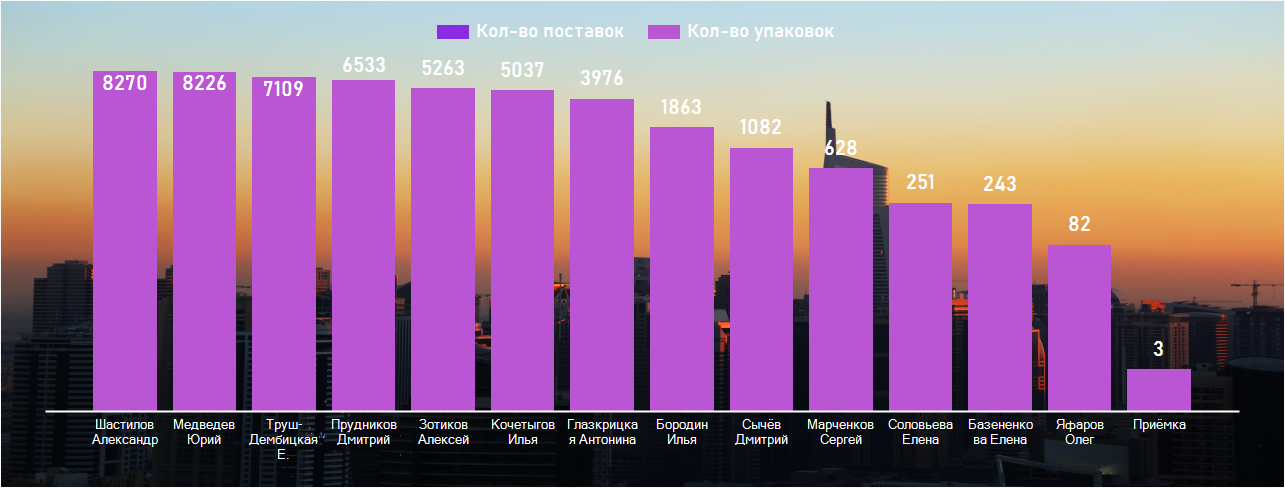 Кол-во поставок Кол-во упаковок
8270 8226 7109 6533 5263 5037 3976 1863 1082 628 251 243 82 3
Шастилов
Александр
Медведев
Юрий
Труш-
Дембицкая
Е.
Прудников
Дмитрий
Зотиков
Алексей
Кочетыгов
Илья
Глазкрицка
я Антонина
Бородин
Илья
Сычёв
Дмитрий
Марченков
Сергей
Соловьева
Елена
Базененко
ва Елена
Яфаров
Олег
Приёмка